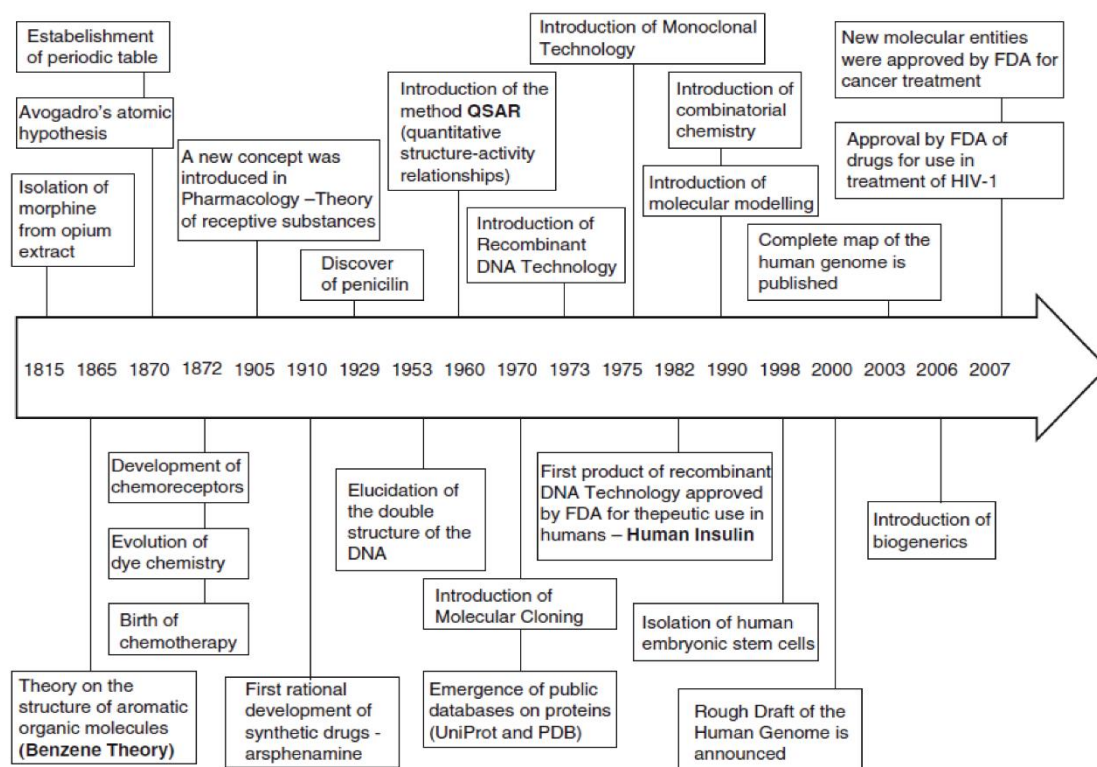 Estabelishment
of periodic table
Avogadro's atomic
hypothesis
Isolation of
morphine
from opium
extract
A new concept was
introduced in
Pharmacology –Theory
of receptive substances
Discover
of penicilin
Introduction of the
method QSAR
(quantitative
structure-activity
relationships)
Introduction of
Recombinant
DNA Technology
Introduction of Monoclonal
Technology
Introduction of
combinatorial
chemistry
Introduction of
molecular modelling
New molecular entities
were approved by FDA for
cancer treatment
Approval by FDA of
drugs for use in
treatment of HIV-1
Complete map of the
human genome is
published
1815 1865 1870 1872 1905 1910 1929 1953 1960 1970 1973 1975 1982 1990 1998 2000 2003 2006 2007
Development of
chemoreceptors
Evolution of
dye chemistry
Birth of
chemotherapy
Theory on the
structure of aromatic
organic molecules
(Benzene Theory)
First rational
development of
synthetic drugs -
arsphenamine
Elucidation of
the double
structure of the
DNA
Introduction of
Molecular Cloning
Emergence of public
databases on proteins
(UniProt and PDB)
First product of recombinant
DNA Technology approved
by FDA for thepeutic use in
humans – Human Insulin
Isolation of human
embryonic stem cells
Rough Draft of the
Human Genome is
announced
Introduction of
biogenerics